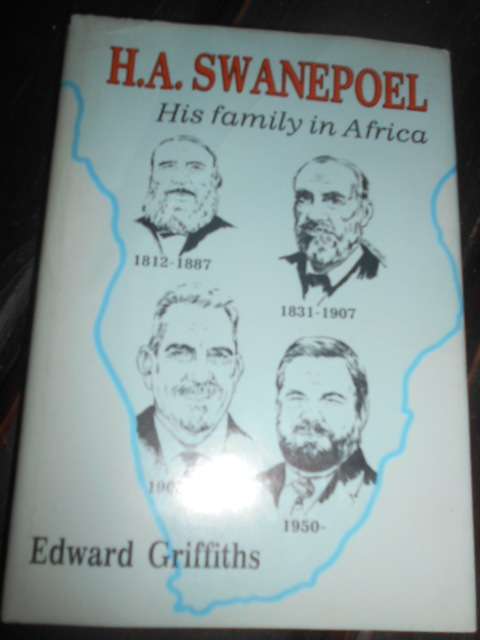 H.A. SWANEPOEL
His family in Africa
1812-1887
1831-1907
1950-
Edward Griffiths